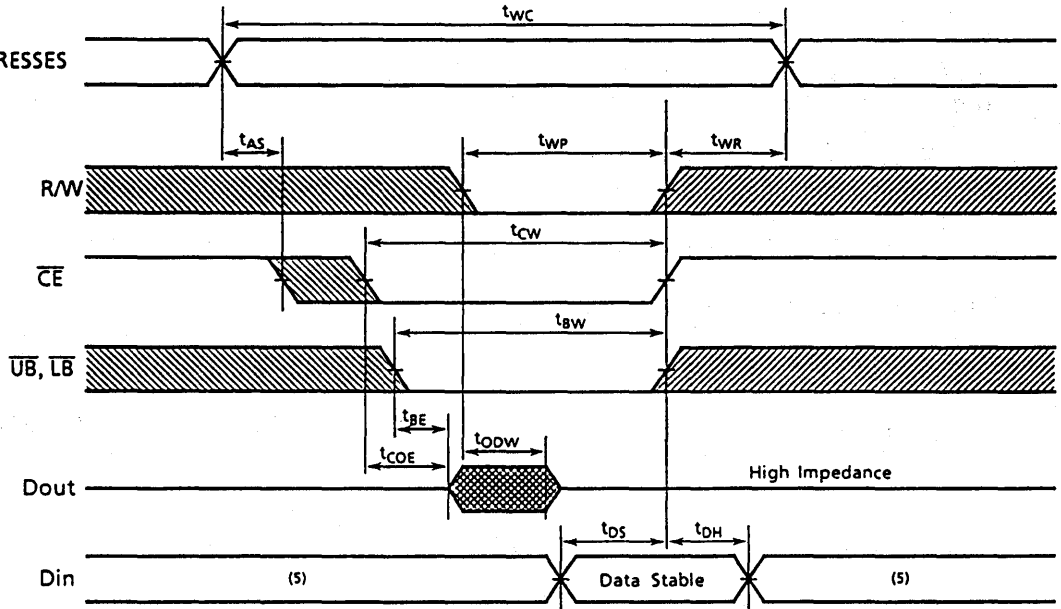 tWC
RESSES
tAS
tWP
tWR
R/W
tCW
CE
tBW
UB, LB
tBE
tODW
tCOE
Dout
High Impedance
tDS
tDH
Din
(5)
Data Stable
(5)